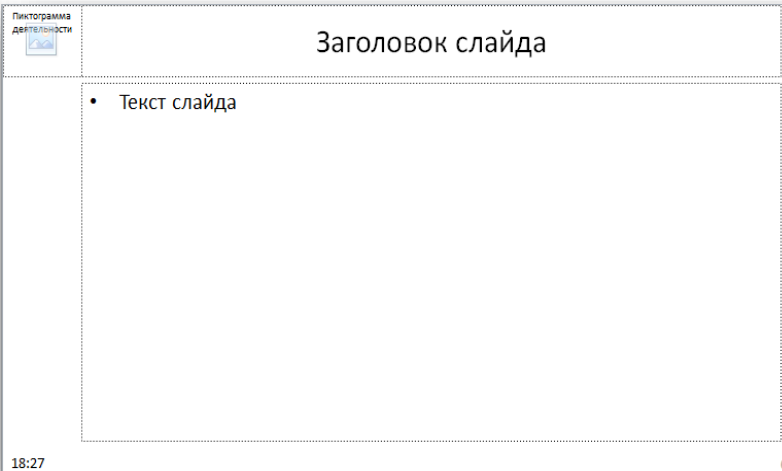 Пиктограмма
деятельности
Заголовок слайда
• Текст слайда
18:27